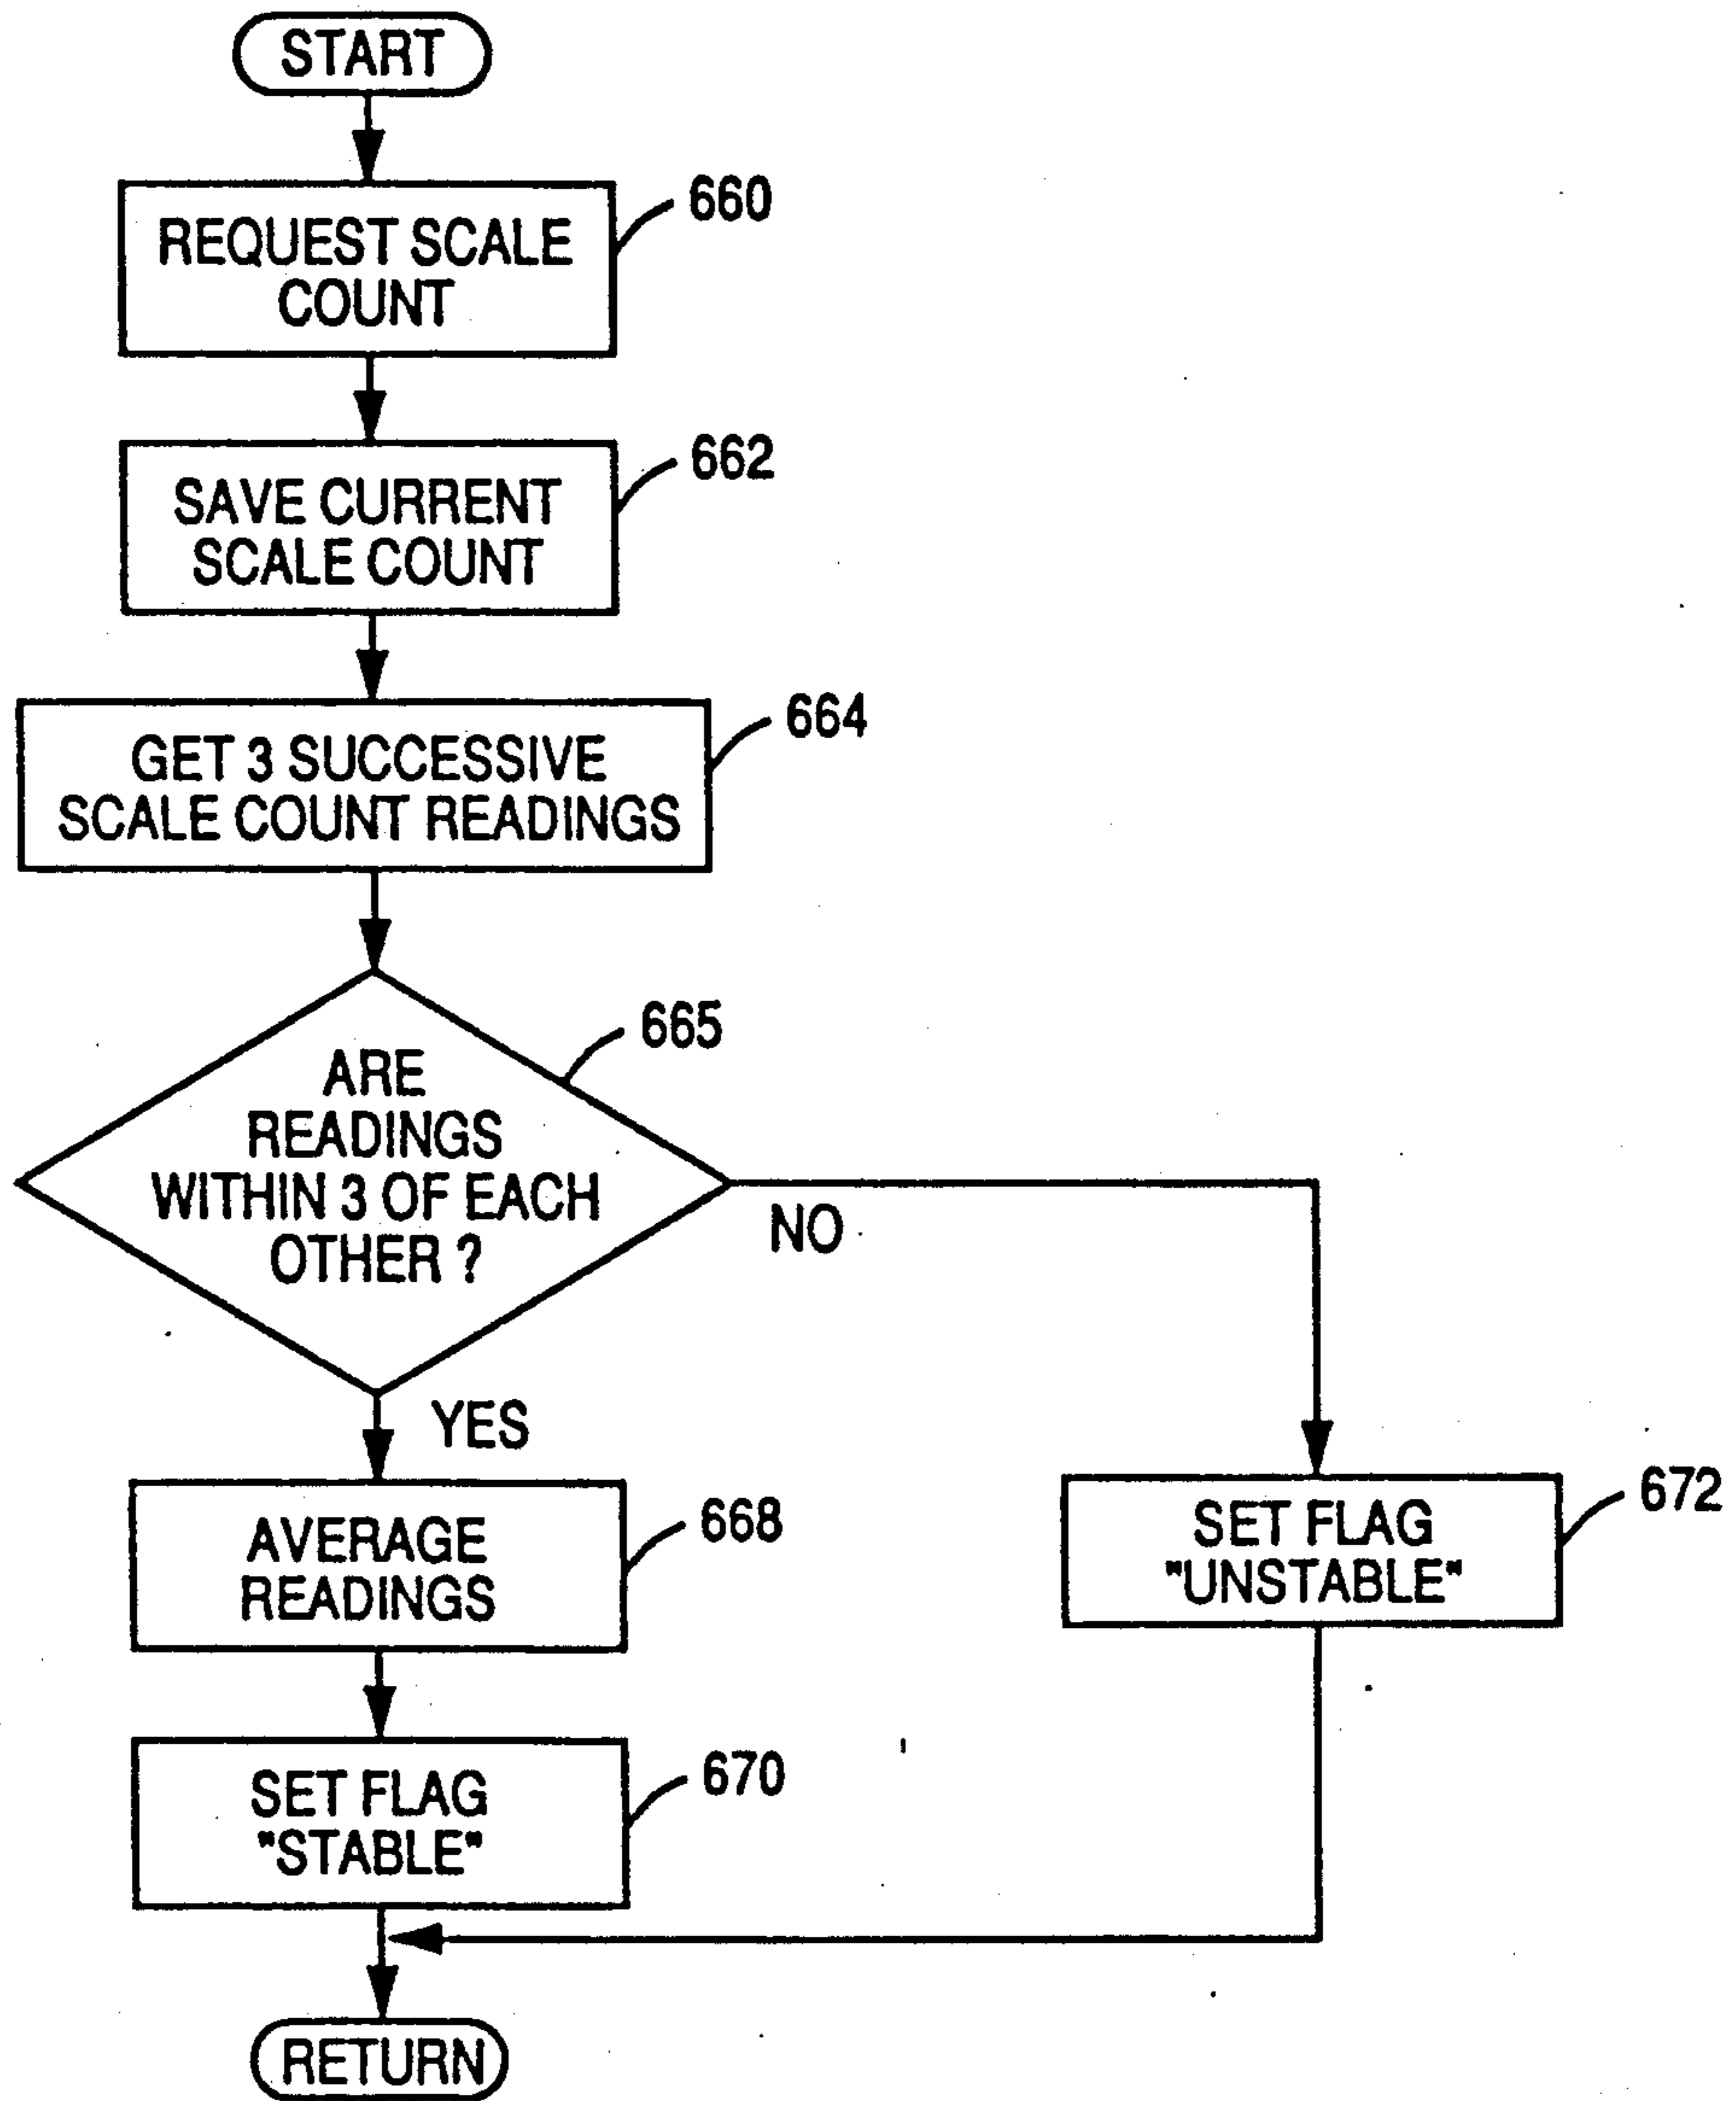 START
REQUEST SCALE
COUNT
660
SAVE CURRENT
SCALE COUNT
662
GET 3 SUCCESSIVE
SCALE COUNT READINGS
664
ARE
READINGS
WITHIN 3 OF EACH
OTHER ?
665
NO
YES
AVERAGE
READINGS
668
SET FLAG
"UNSTABLE"
672
SET FLAG
"STABLE"
670
RETURN